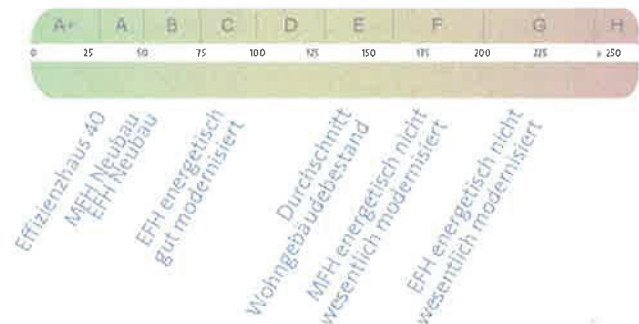 A+ A B C D E F G H
0 25 50 75 100 125 150 175 200 225 > 250
Effizienzhaus 40
MFH Neubau
EFH Neubau
EFH energetisch
gut modernisiert
Durchschnitt
Wohngebäudebestand
MFH energetisch nicht
wesentlich modernisiert
EFH energetisch nicht
wesentlich modernisiert